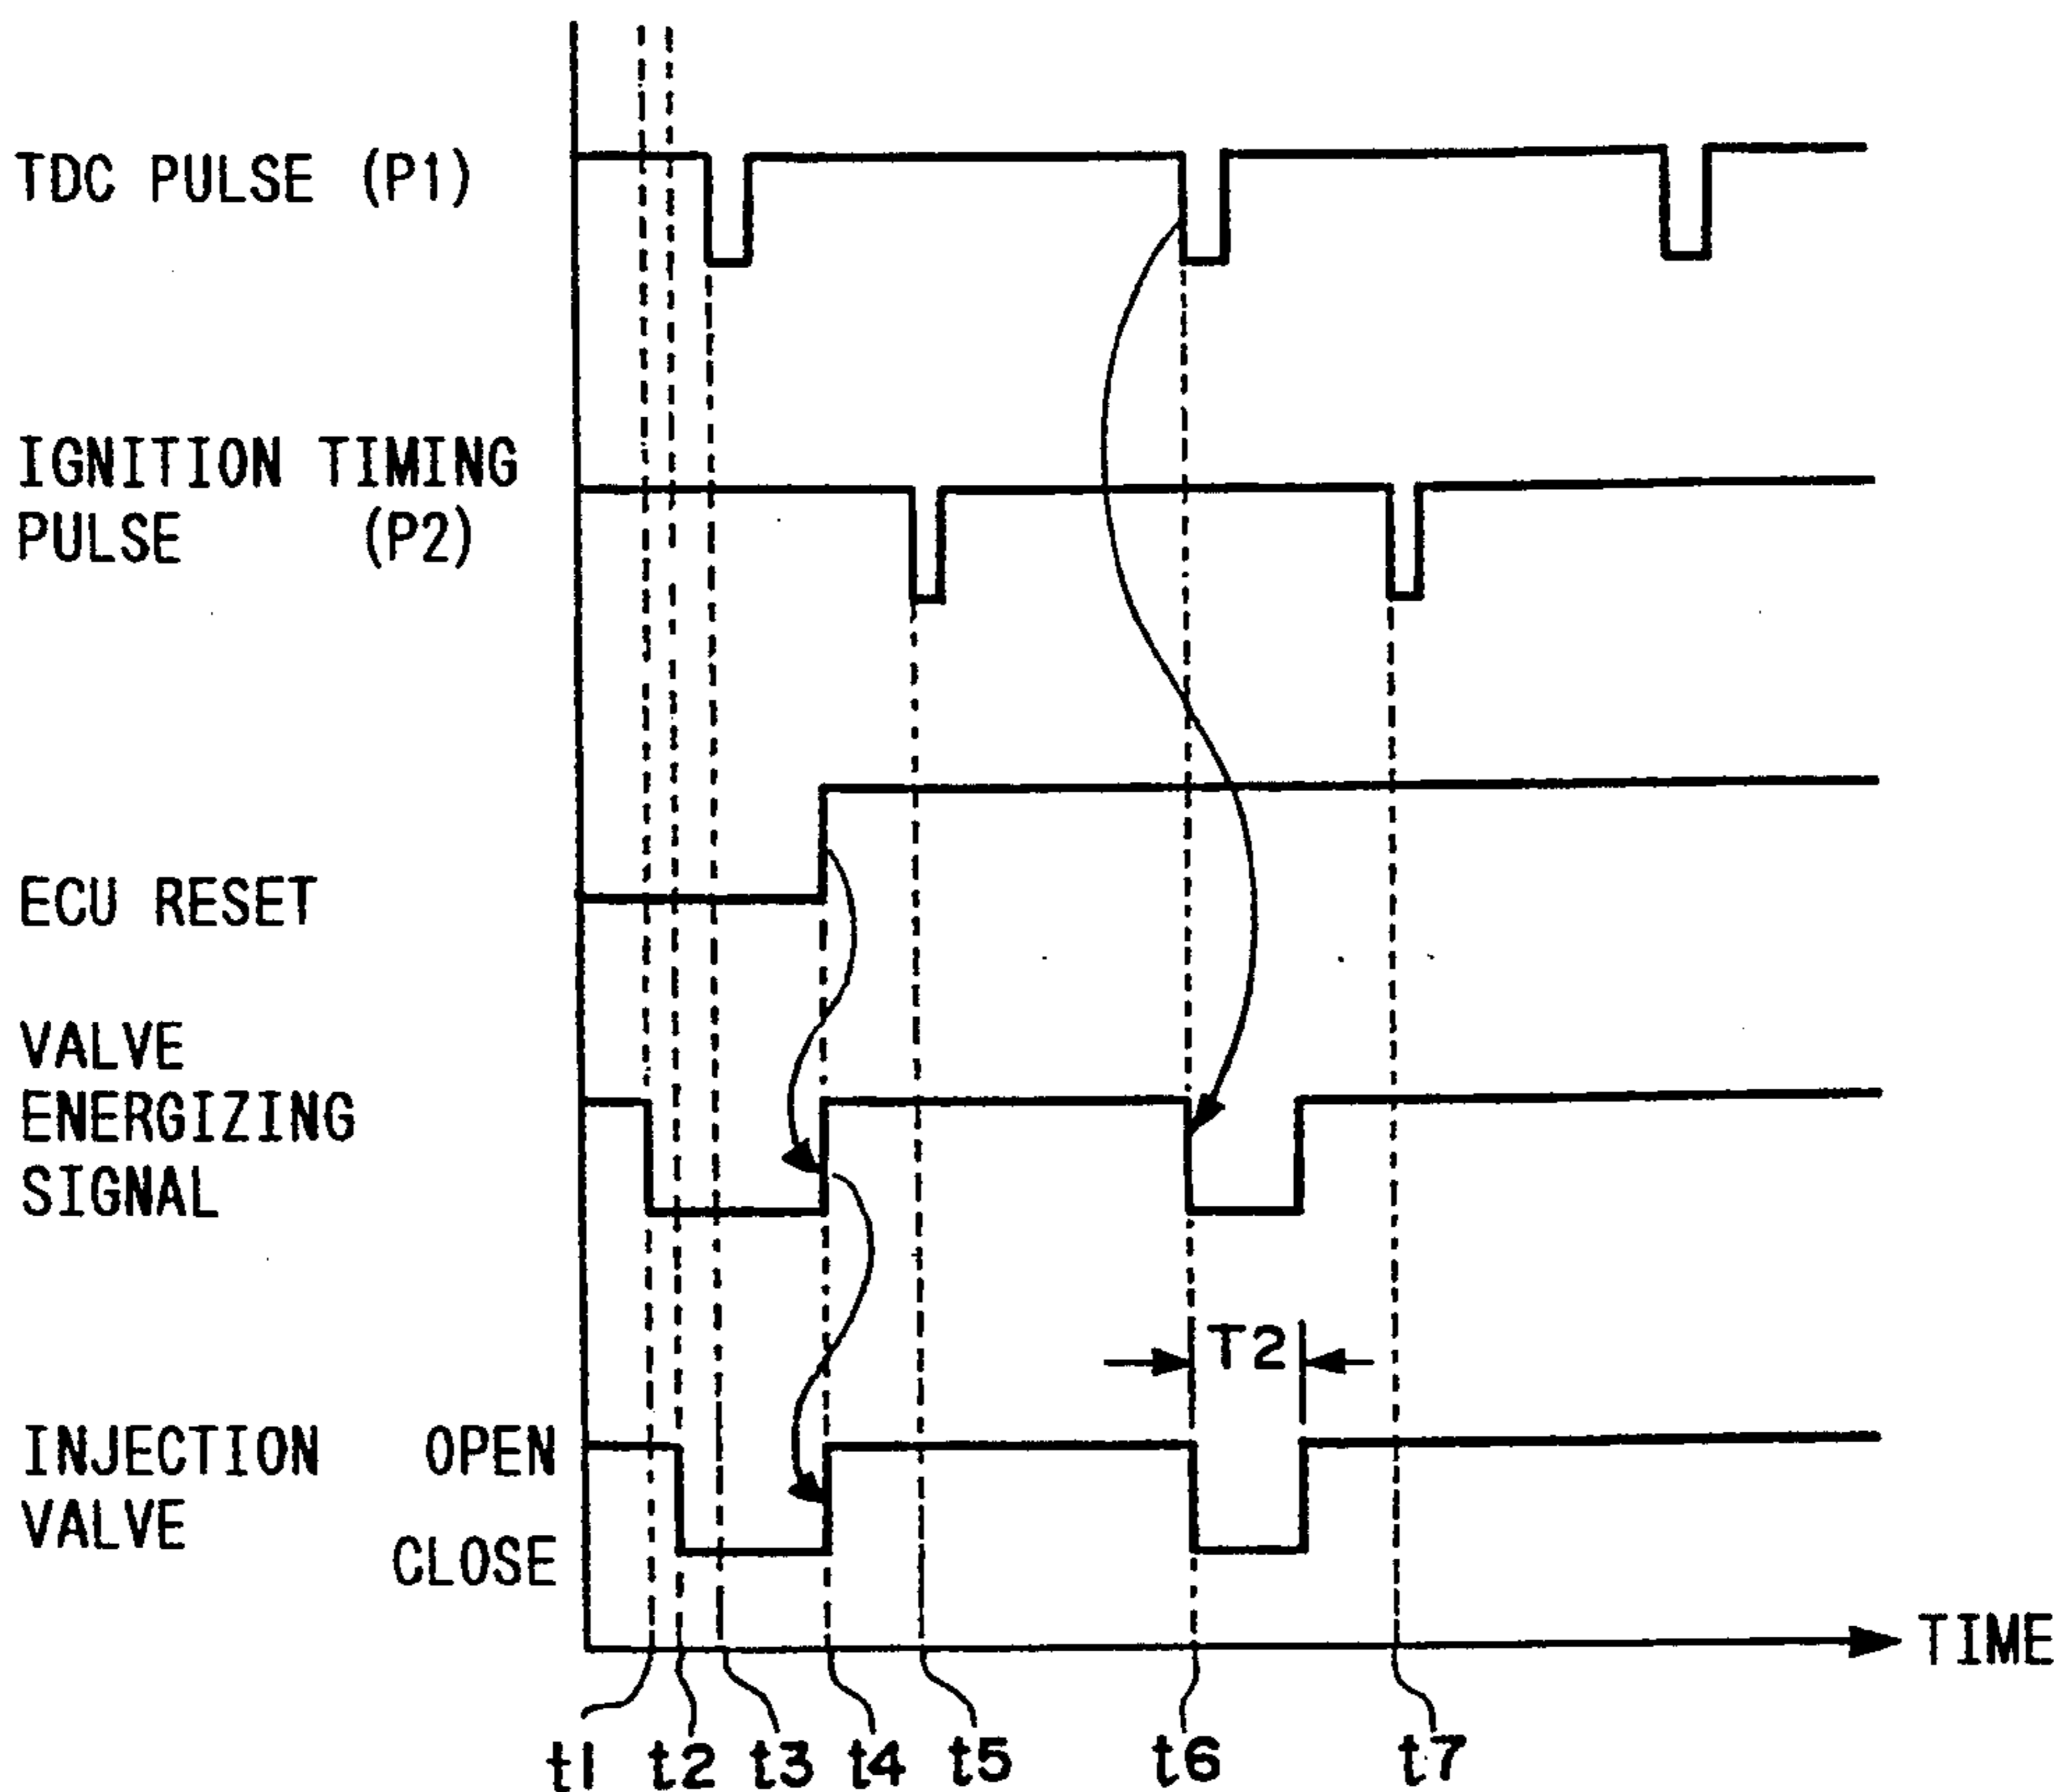 TDC PULSE (P1)
IGNITION TIMING
PULSE (P2)
ECU RESET
VALVE
ENERGIZING
SIGNAL
T2
INJECTION OPEN
VALVE
CLOSE
TIME
t1 t2 t3 t4 t5 t6 t7